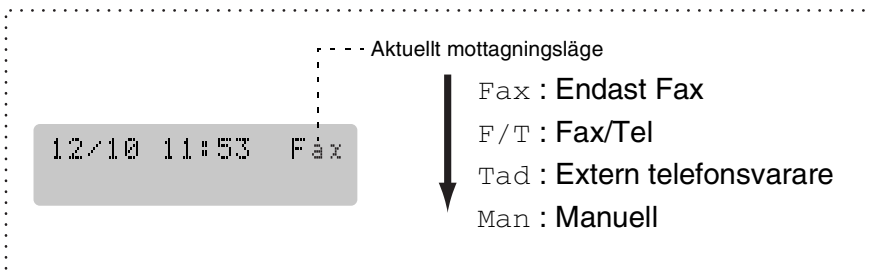 Aktuellt mottagningsläge
12/10 11:53 Fax
Fax : Endast Fax
F/T : Fax/Tel
Tad : Extern telefonsvarare
Man : Manuell